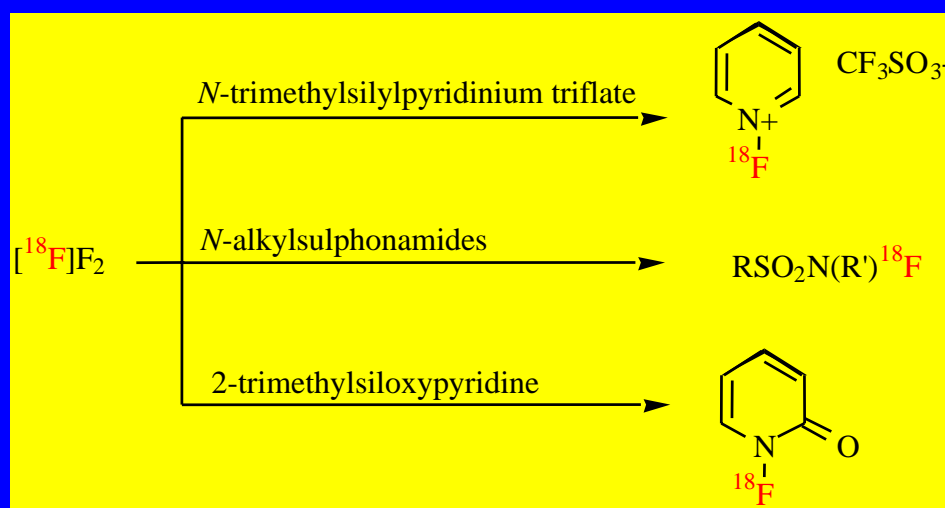 CF₃SO₃-
N-trimethylsilylpyridinium triflate
N+
¹⁸F
N-alkylsulphonamides
[¹⁸F]F₂
RSO₂N(R')¹⁸F
2-trimethylsiloxypyridine
N
O
¹⁸F